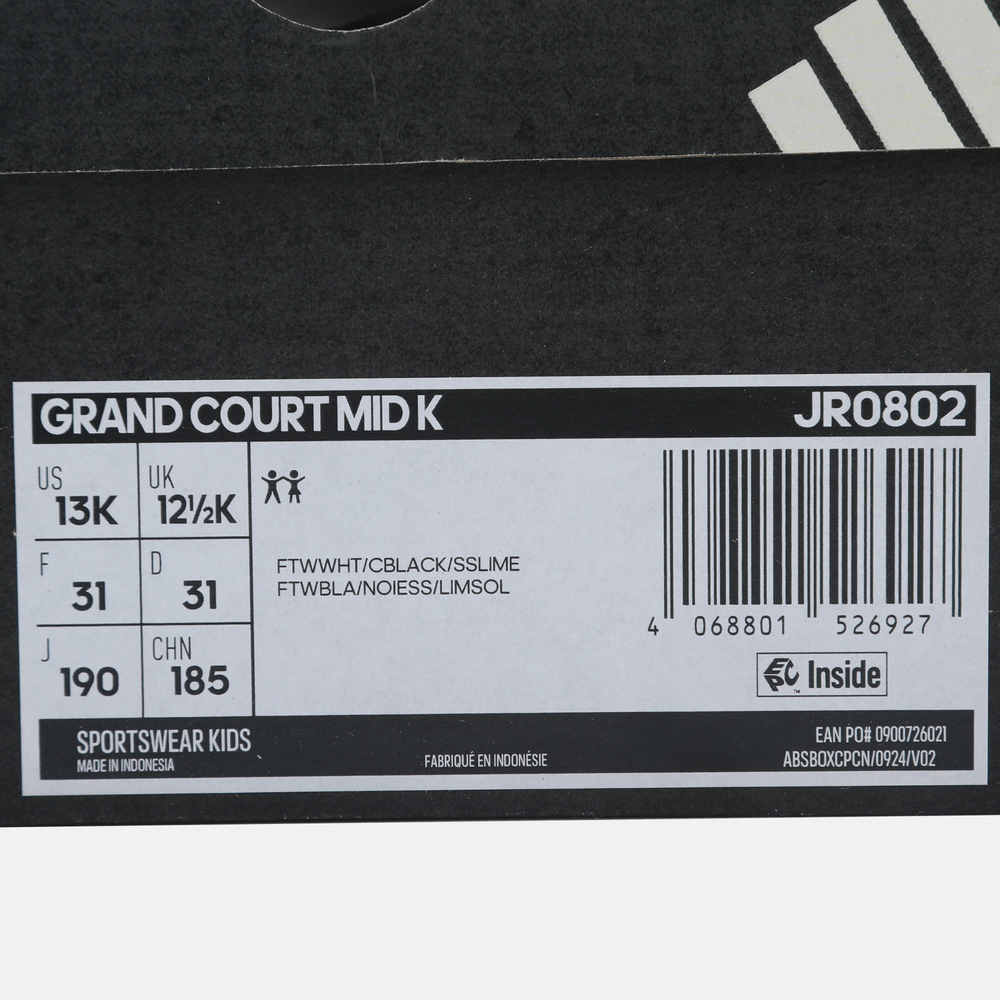 GRAND COURT MID K JR0802
US 13K UK 12½K
F 31 D 31
J 190 CHN 185
FTWWHT/CBLACK/SSLIME
FTWBLA/NOIESS/LIMSOL
4 068801 526927
EPC Inside
™
SPORTSWEAR KIDS
MADE IN INDONESIA
FABRIQUÉ EN INDONÉSIE
EAN PO# 0900726021
ABSBOXCPCN/0924/V02